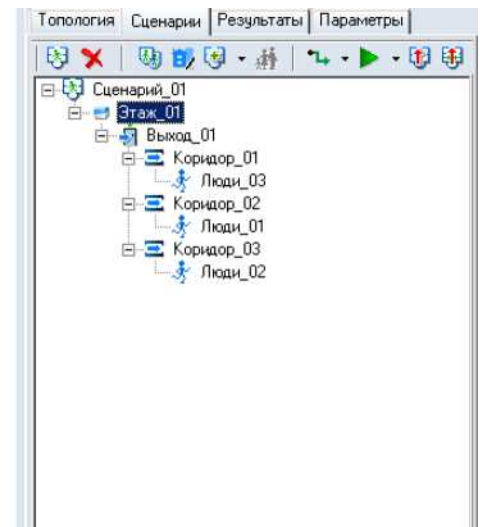 Топология Сценарии Результаты Параметры
Сценарий_01
Этаж_01
Выход_01
Коридор_01
Люди_03
Коридор_02
Люди_01
Коридор_03
Люди_02